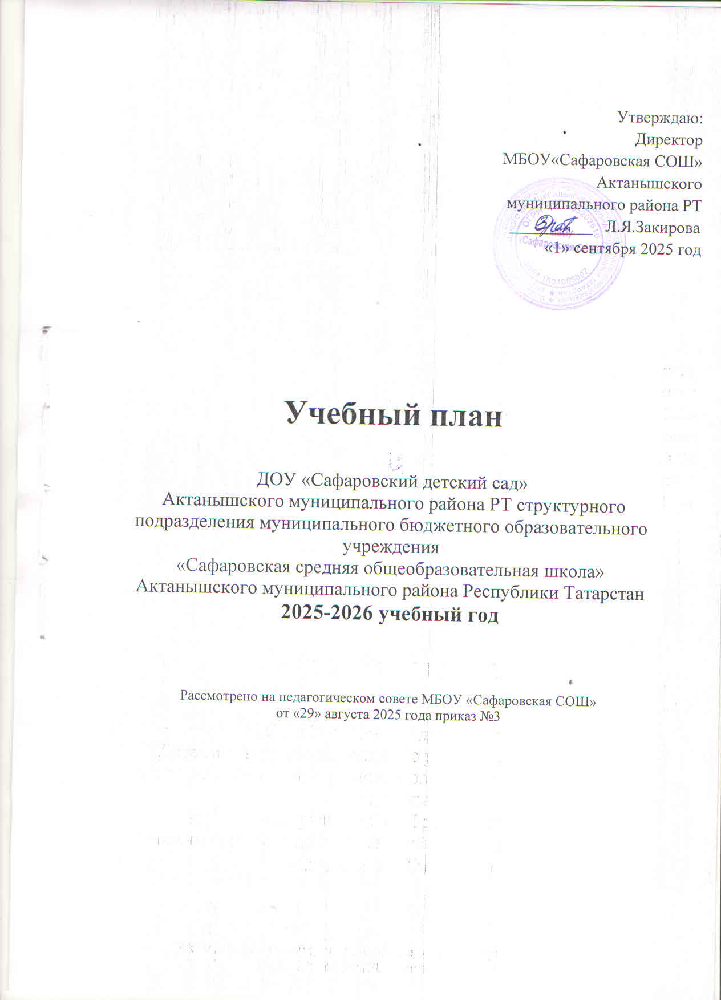 Утверждаю:
Директор
МБОУ«Сафаровская СОШ»
Актанышского
муниципального района РТ
Л.Я.Закирова
«1» сентября 2025 год
Учебный план
ДОУ «Сафаровский детский сад»
Актанышского муниципального района РТ структурного
подразделения муниципального бюджетного образовательного
учреждения
«Сафаровская средняя общеобразовательная школа»
Актанышского муниципального района Республики Татарстан
2025-2026 учебный год
Рассмотрено на педагогическом совете МБОУ «Сафаровская СОШ»
от «29» августа 2025 года приказ №3